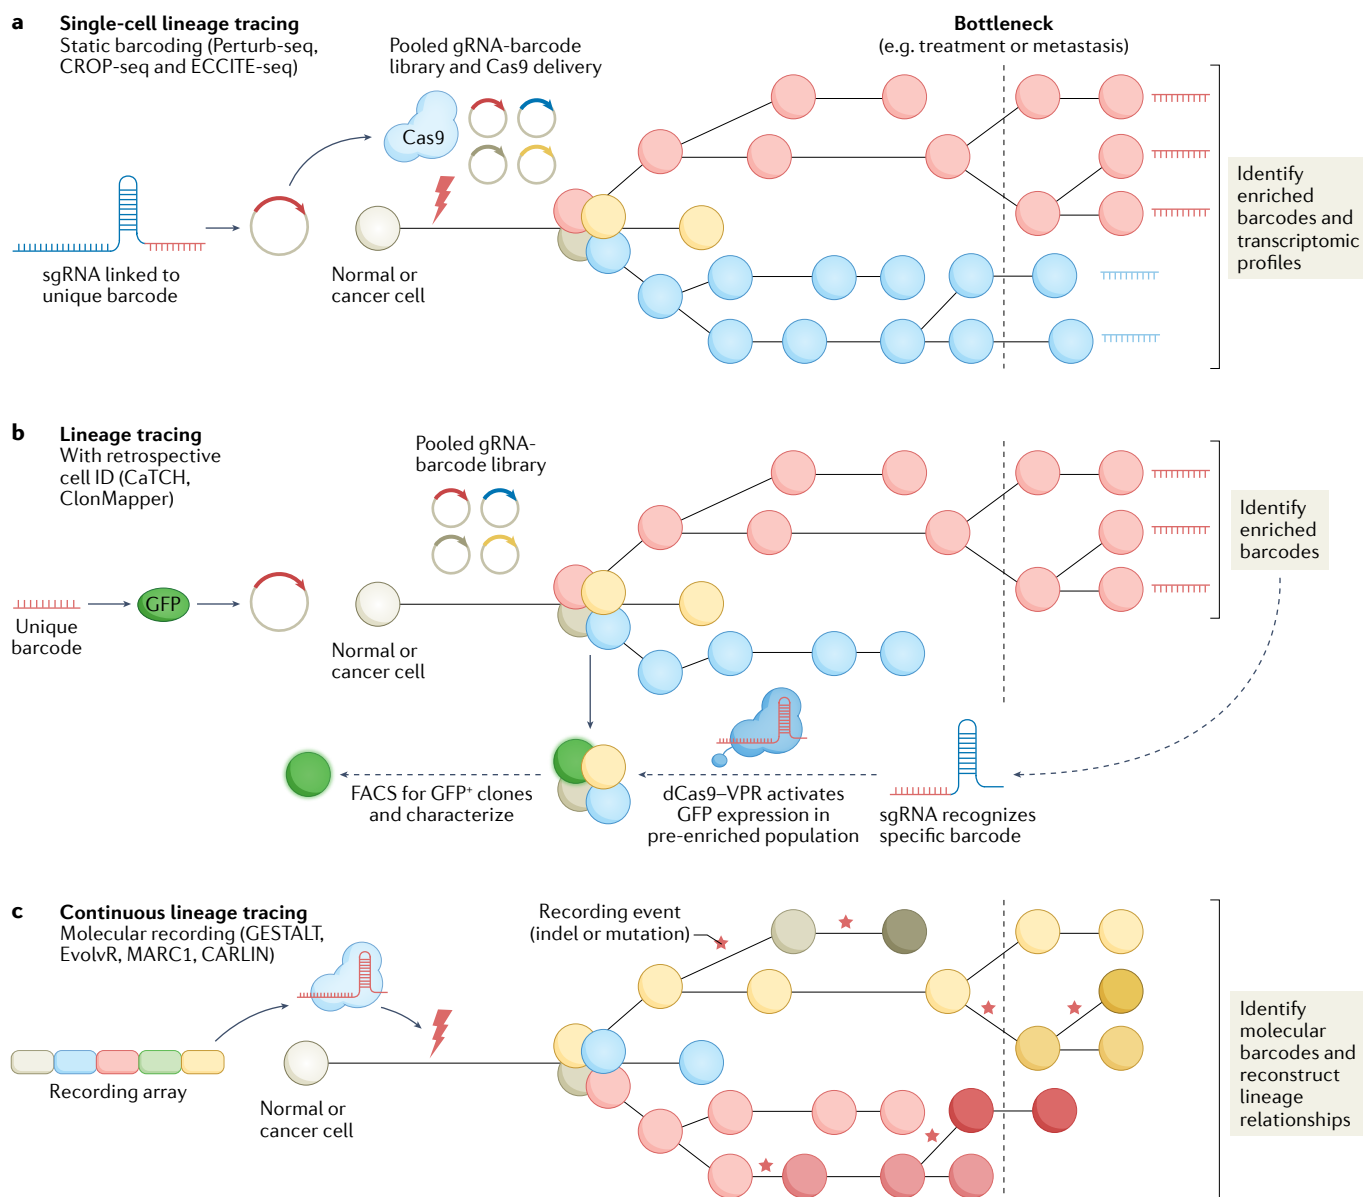 a
Single-cell lineage tracing
Static barcoding (Perturb-seq,
CROP-seq and ECCITE-seq)
Pooled gRNA-barcode
library and Cas9 delivery
Bottleneck
(e.g. treatment or metastasis)
Cas9
sgRNA linked to
unique barcode
Normal or
cancer cell
Identify
enriched
barcodes and
transcriptomic
profiles
b
Lineage tracing
With retrospective
cell ID (CaTCH,
ClonMapper)
Pooled gRNA-
barcode library
GFP
Unique
barcode
Normal or
cancer cell
Identify
enriched
barcodes
FACS for GFP⁺ clones
and characterize
dCas9–VPR activates
GFP expression in
pre-enriched population
sgRNA recognizes
specific barcode
c
Continuous lineage tracing
Molecular recording (GESTALT,
EvolvR, MARC1, CARLIN)
Recording event
(indel or mutation)
Recording array
Normal or
cancer cell
Identify
molecular
barcodes and
reconstruct
lineage
relationships